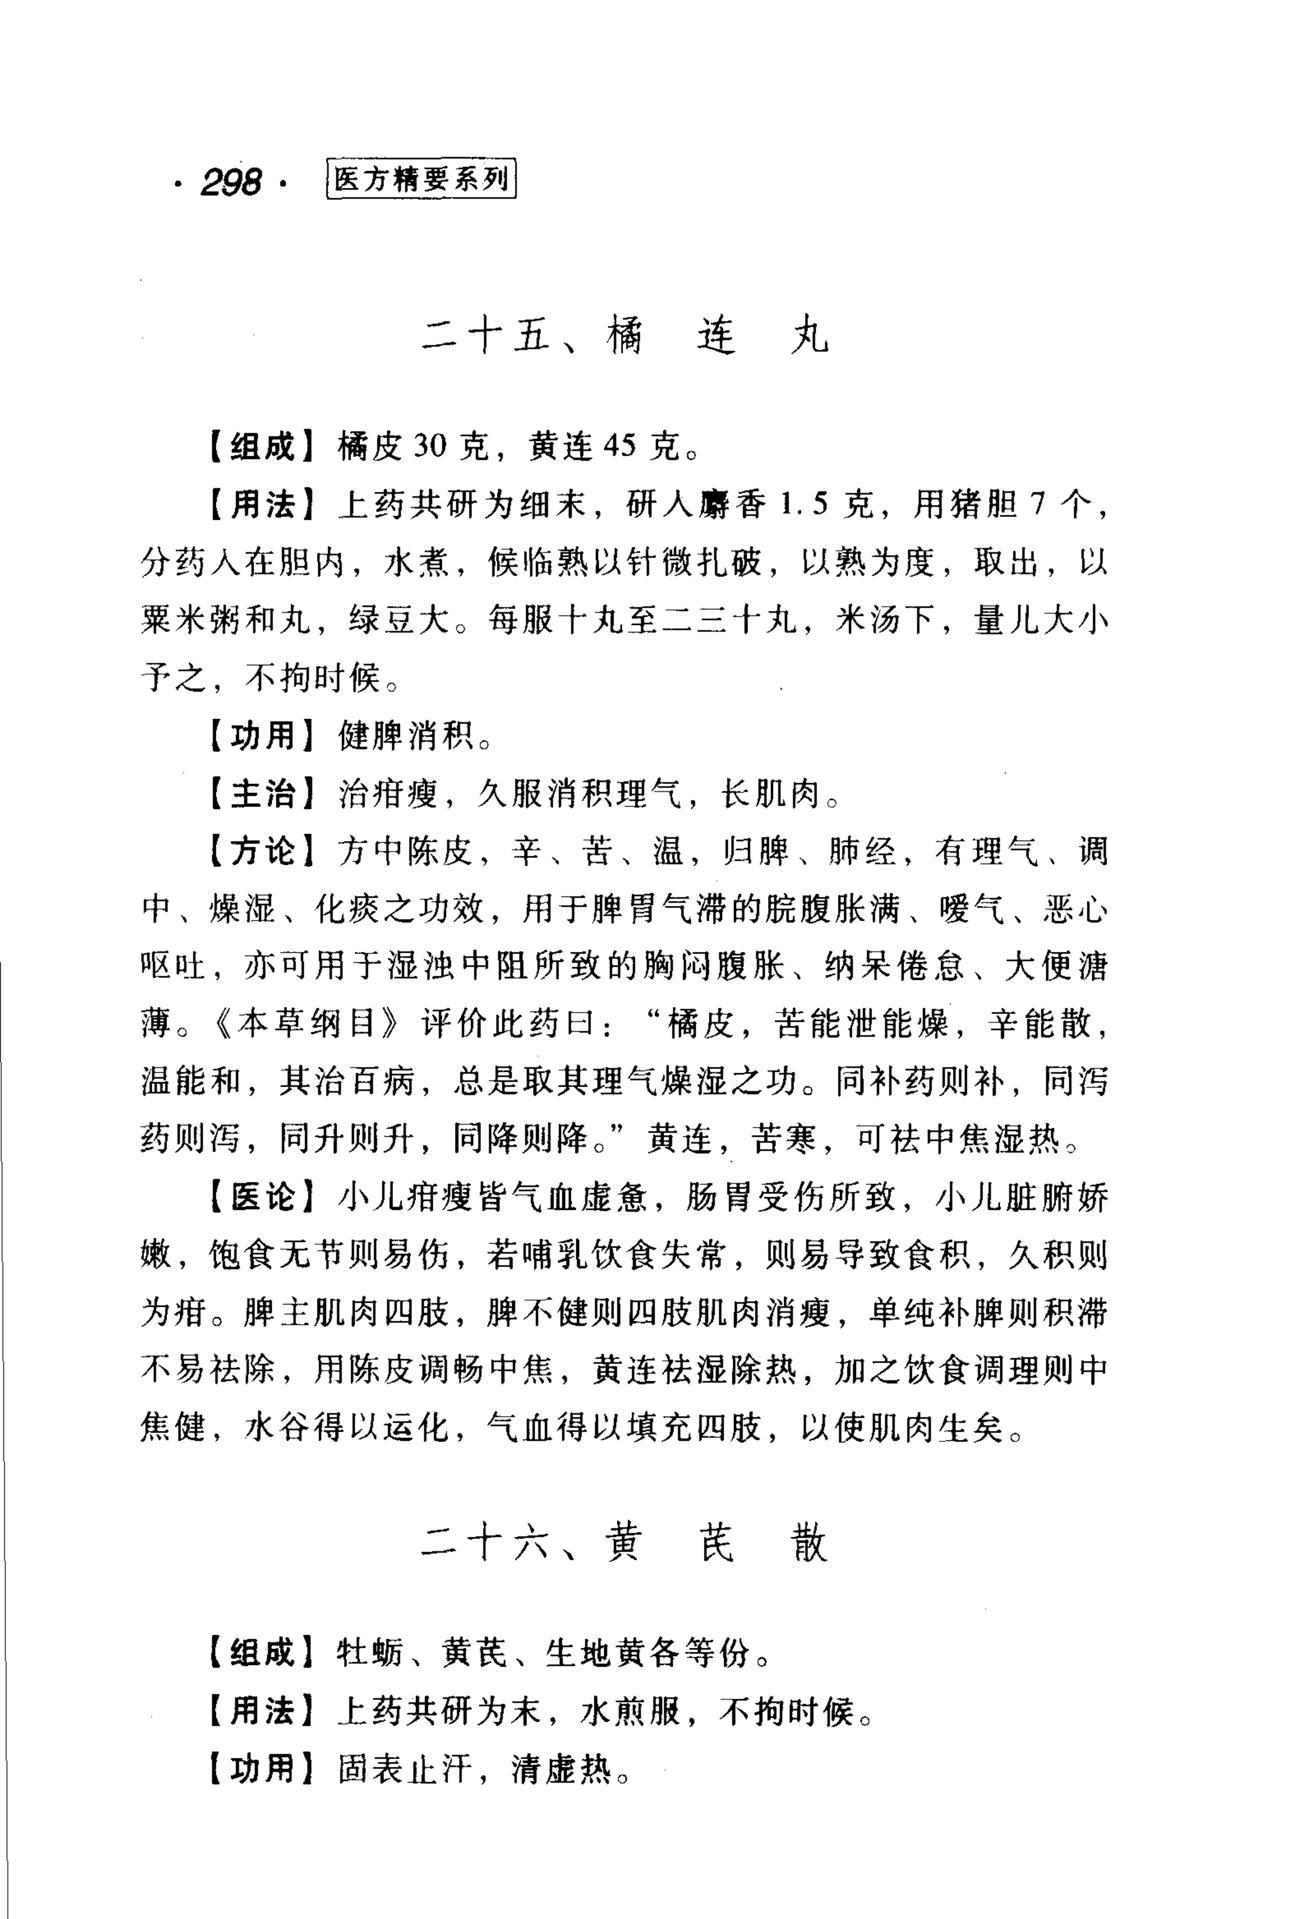 ·298· 医方精要系列
二十五、橘连丸
【组成】橘皮30克，黄连45克。
【用法】上药共研为细末，研入麝香1.5克，用猪胆7个，
分药入在胆内，水煮，候临熟以针微扎破，以熟为度，取出，以
粟米粥和丸，绿豆大。每服十丸至二三十丸，米汤下，量儿大小
予之，不拘时候。
【功用】健脾消积。
【主治】治疳瘦，久服消积理气，长肌肉。
【方论】方中陈皮，辛、苦、温，归脾、肺经，有理气、调
中、燥湿、化痰之功效，用于脾胃气滞的脘腹胀满、嗳气、恶心
呕吐，亦可用于湿浊中阻所致的胸闷腹胀、纳呆倦怠、大便溏
薄。《本草纲目》评价此药曰：“橘皮，苦能泄能燥，辛能散，
温能和，其治百病，总是取其理气燥湿之功。同补药则补，同泻
药则泻，同升则升，同降则降。”黄连，苦寒，可祛中焦湿热。
【医论】小儿疳瘦皆气血虚惫，肠胃受伤所致，小儿脏腑娇
嫩，饱食无节则易伤，若哺乳饮食失常，则易导致食积，久积则
为疳。脾主肌肉四肢，脾不健则四肢肌肉消瘦，单纯补脾则积滞
不易祛除，用陈皮调畅中焦，黄连祛湿除热，加之饮食调理则中
焦健，水谷得以运化，气血得以填充四肢，以使肌肉生矣。
二十六、黄芪散
【组成】牡蛎、黄芪、生地黄各等份。
【用法】上药共研为末，水煎服，不拘时候。
【功用】固表止汗，清虚热。